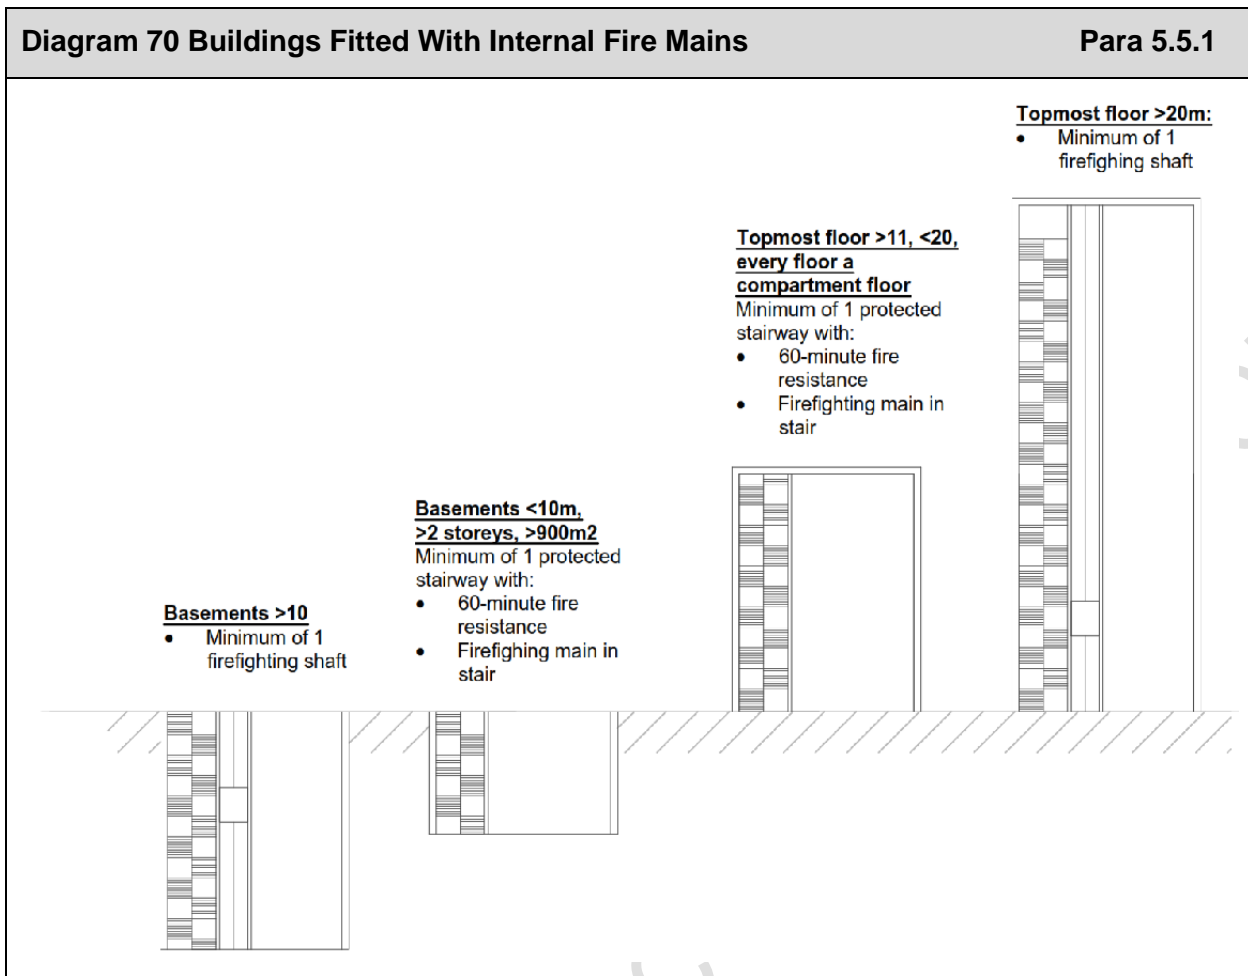 Diagram 70 Buildings Fitted With Internal Fire Mains Para 5.5.1
Topmost floor >20m:
• Minimum of 1
firefighing shaft
Topmost floor >11, <20,
every floor a
compartment floor
Minimum of 1 protected
stairway with:
• 60-minute fire
resistance
• Firefighting main in
stair
Basements <10m,
>2 storeys, >900m2
Minimum of 1 protected
stairway with:
• 60-minute fire
resistance
• Firefighing main in
stair
Basements >10
• Minimum of 1
firefighting shaft